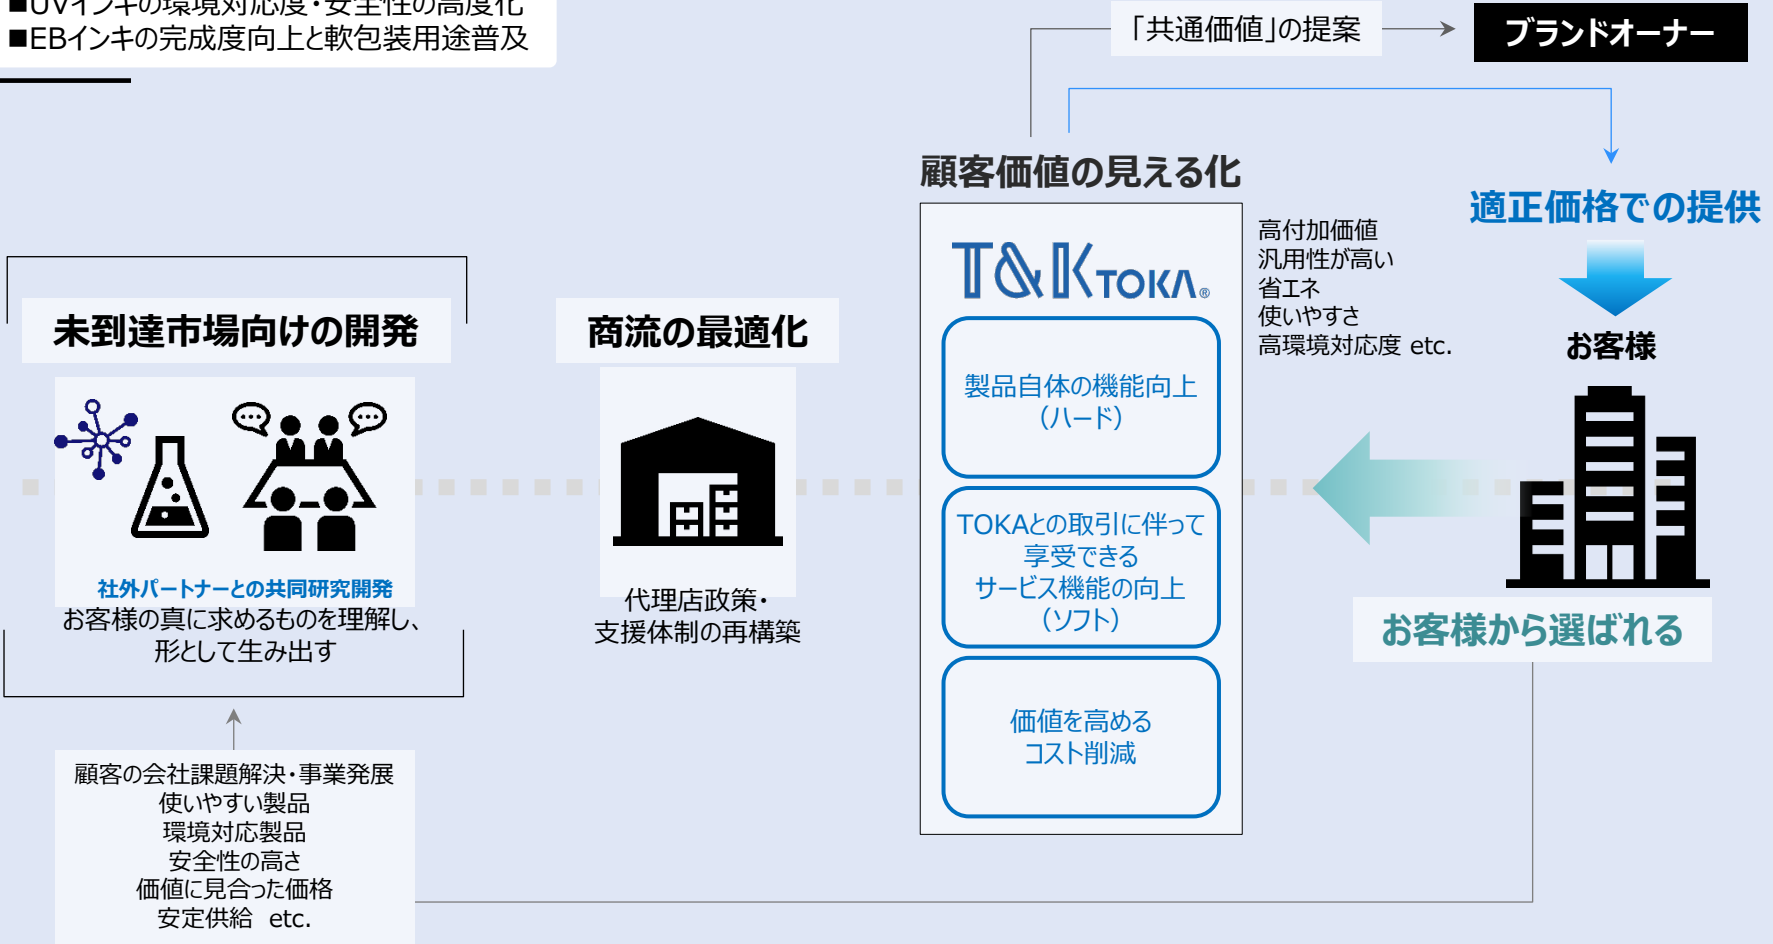 ■UVインキの環境対応度・安全性の高度化
■EBインキの完成度向上と軟包装用途普及
「共通価値」の提案
ブランドオーナー
顧客価値の見える化
適正価格での提供
高付加価値
汎用性が高い
省エネ
使いやすさ
高環境対応度 etc.
お客様
T&K TOKA®
未到達市場向けの開発
商流の最適化
製品自体の機能向上
（ハード）
TOKAとの取引に伴って
享受できる
サービス機能の向上
（ソフト）
価値を高める
コスト削減
社外パートナーとの共同研究開発
お客様の真に求めるものを理解し、
形として生み出す
代理店政策・
支援体制の再構築
お客様から選ばれる
顧客の会社課題解決・事業発展
使いやすい製品
環境対応製品
安全性の高さ
価値に見合った価格
安定供給 etc.